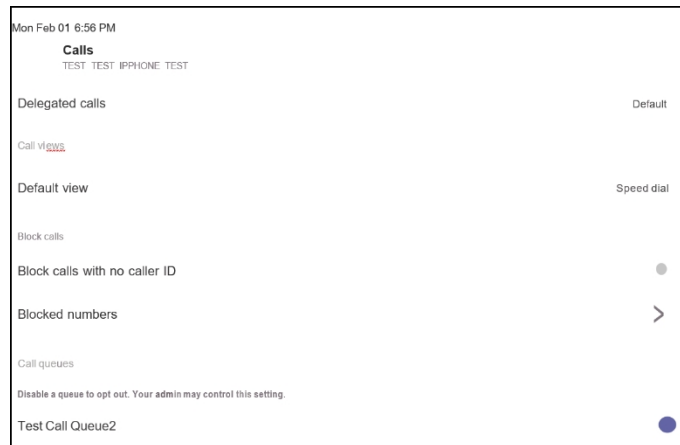 Mon Feb 01 6:56 PM
Calls
TEST TEST IPPHONE TEST
Delegated calls Default
Call views
Default view Speed dial
Block calls
Block calls with no caller ID
Blocked numbers
Call queues
Disable a queue to opt out. Your admin may control this setting.
Test Call Queue2